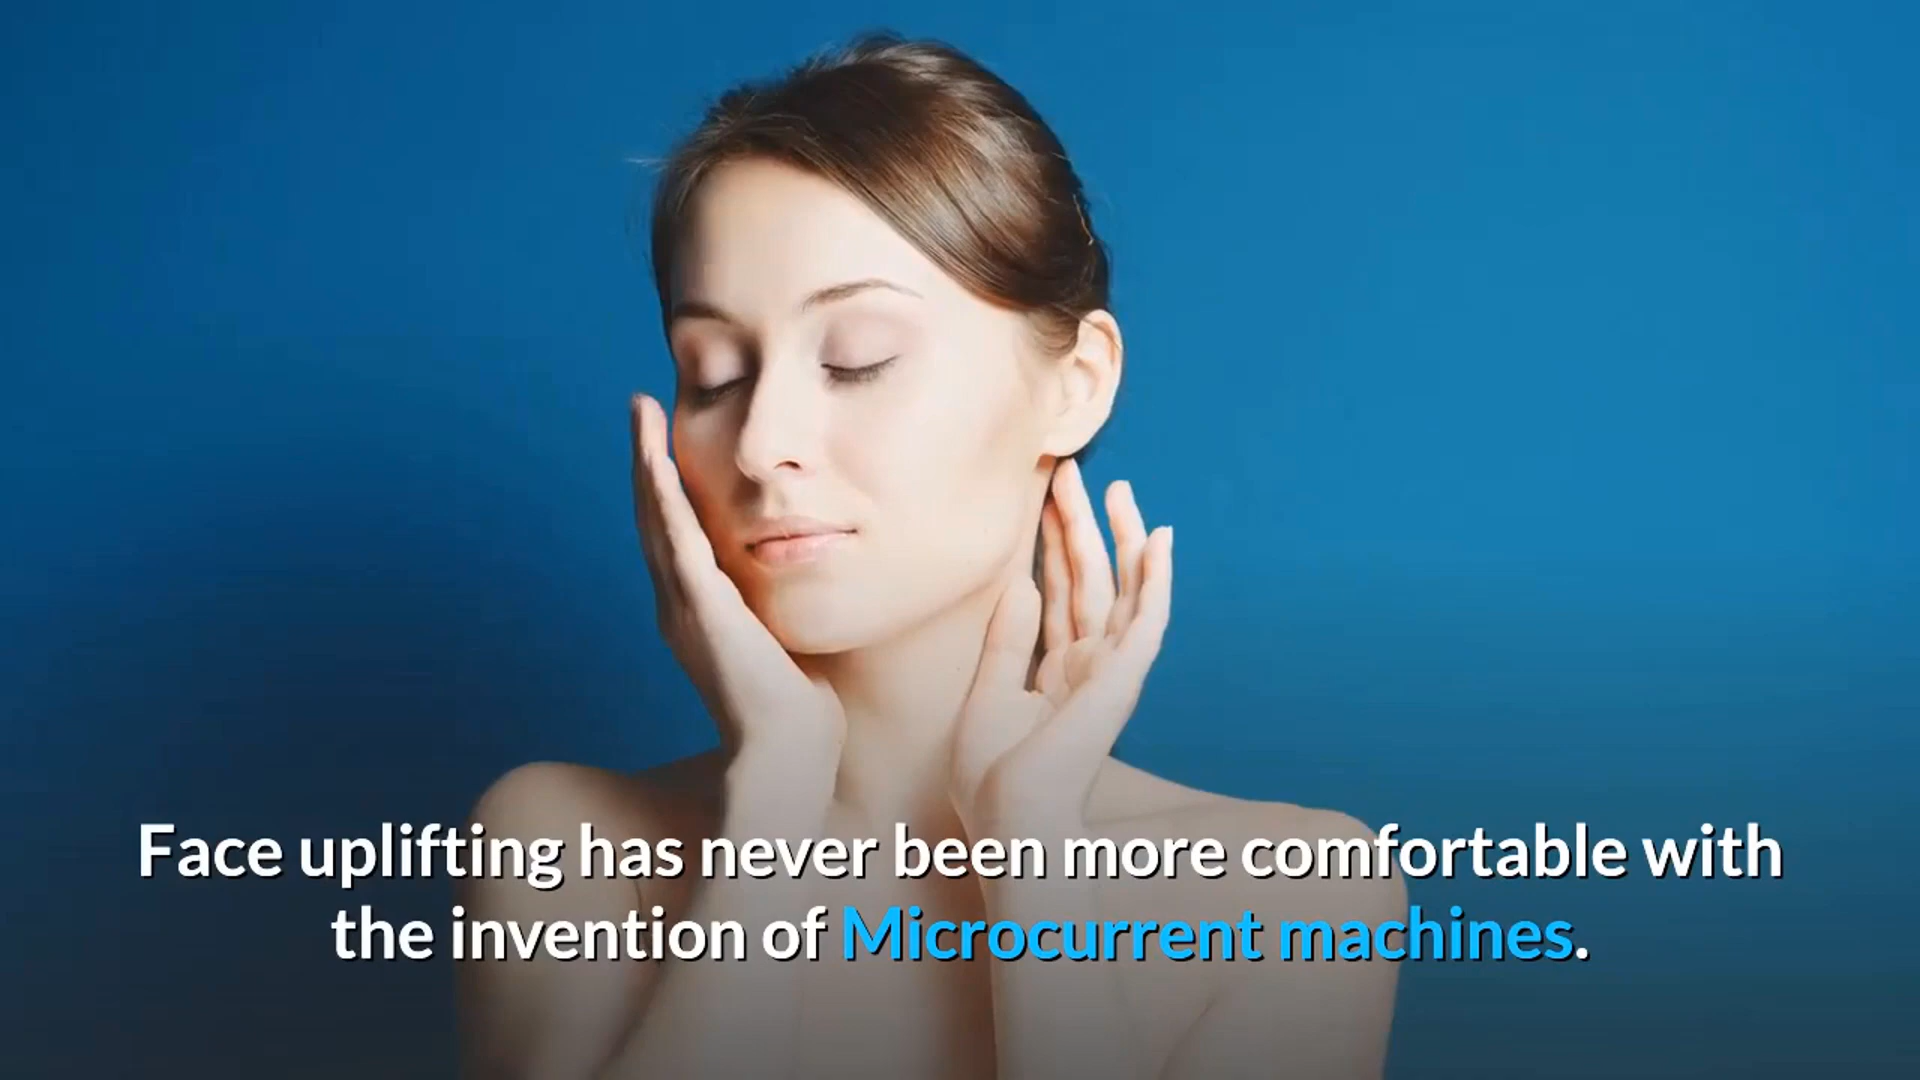 Face uplifting has never been more comfortable with
the invention of Microcurrent machines.